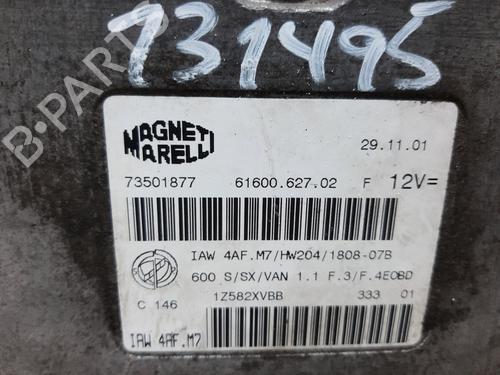 731495
B-PARTS
MAGNETI
MARELLI
29.11.01
73501877 61600.627.02 F 12V=
IAW 4AF.M7/HW204/1808-07B
600 S/SX/VAN 1.1 F.3/F.4EOBD
C 146 1Z582XVBB 333 01
IAW 4AF.M7